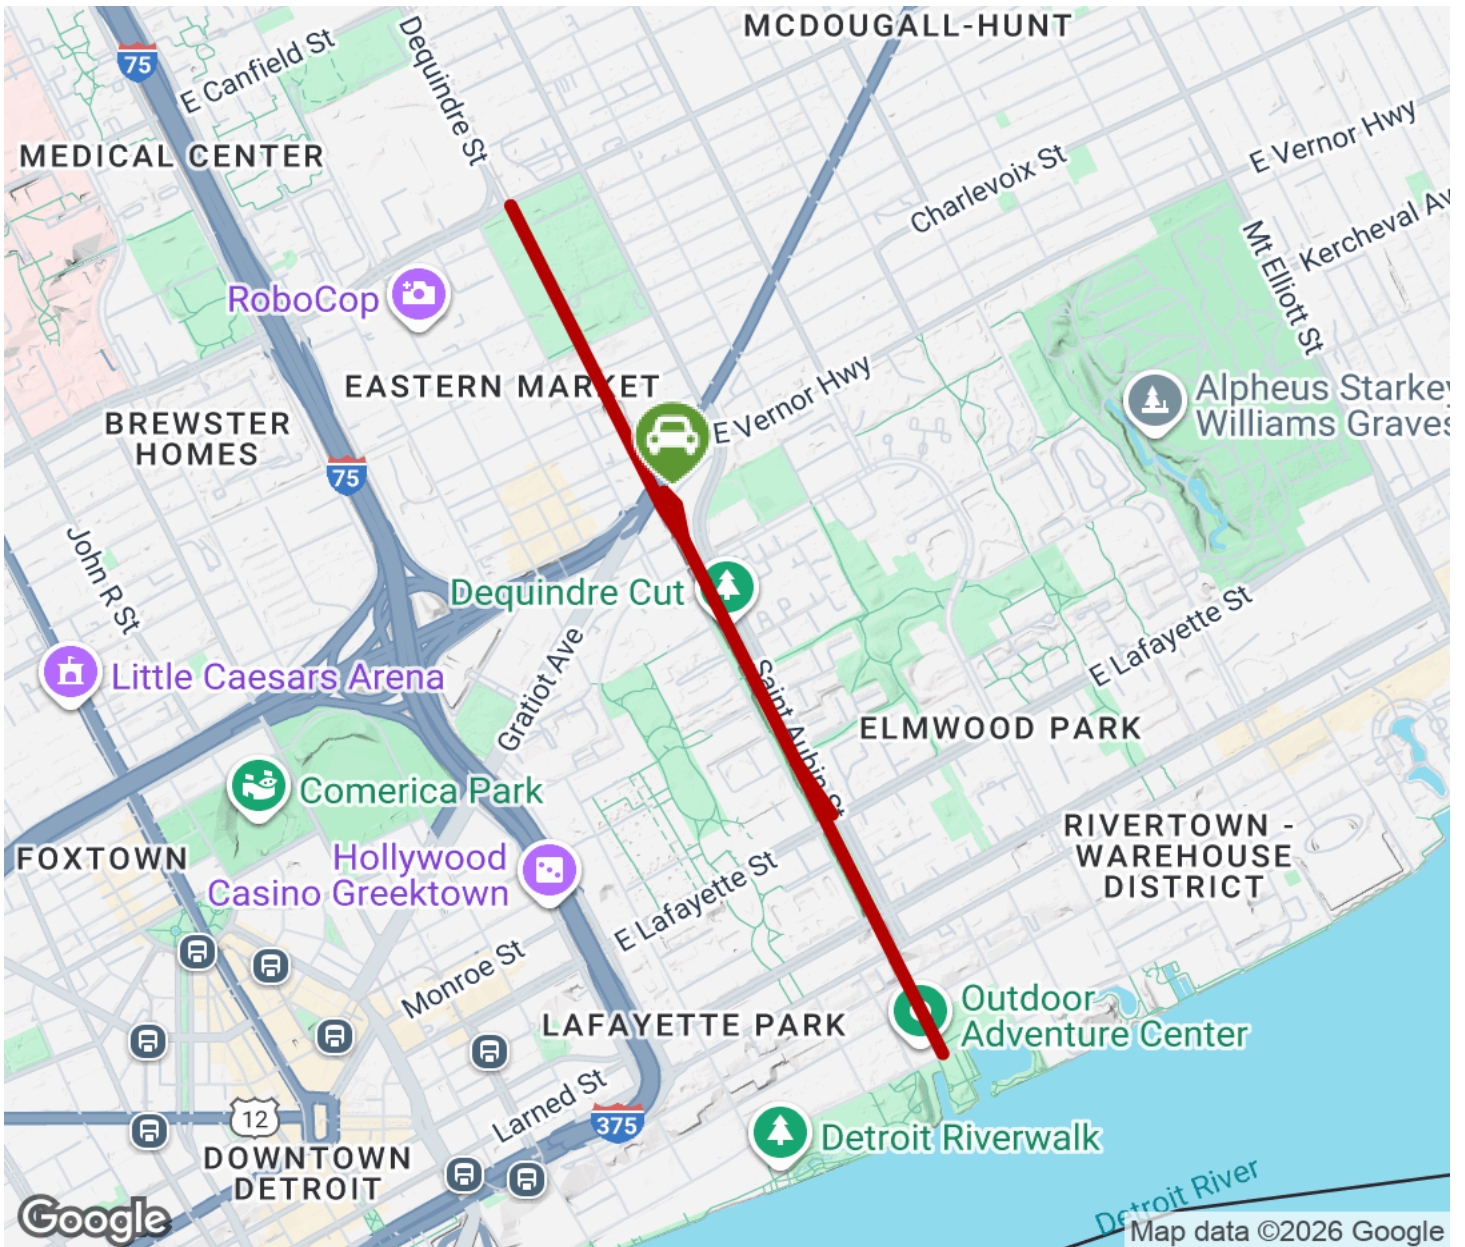 MCDOUGALL-HUNT
75
E Canfield St
Dequindre St
MEDICAL CENTER
E Vernor Hwy
Charlevoix St
Kercheval Av
Mt Elliott St
RoboCop
EASTERN MARKET
E Vernor Hwy
Alpheus Starkey
Williams Graves
BREWSTER
HOMES
75
John R St
Dequindre Cut
E Lafayette St
Little Caesars Arena
Gratiot Ave
Saint Aubin St
ELMWOOD PARK
Comerica Park
FOXTOWN
Hollywood
Casino Greektown
RIVERTOWN -
WAREHOUSE
DISTRICT
E Lafayette St
Monroe St
LAFAYETTE PARK
Outdoor
Adventure Center
Larned St
12
375
Detroit Riverwalk
DOWNTOWN
DETROIT
Detroit River
Google
Map data ©2026 Google